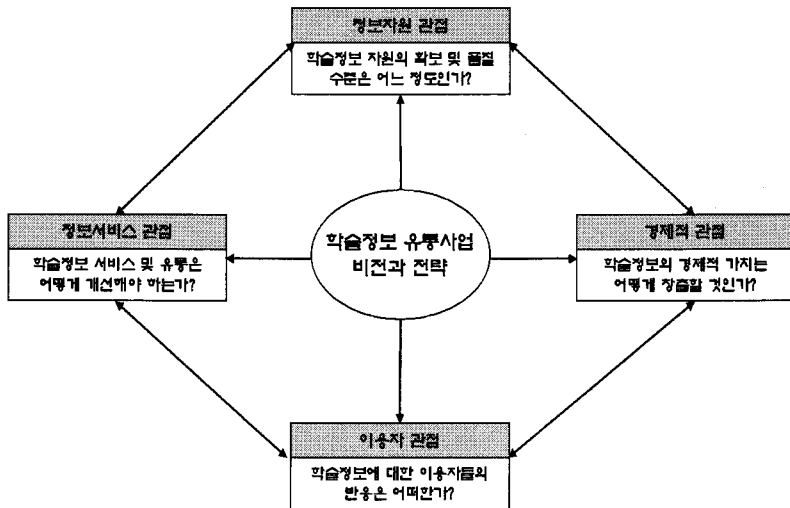 정보자원 관점
학술정보 자원의 확보 및 품질
수준은 어느 정도인가?
정보서비스 관점
학술정보 서비스 및 유통은
어떻게 개선해야 하는가?
학술정보 유통사업
비전과 전략
경제적 관점
학술정보의 경제적 가치는
어떻게 창출할 것인가?
이용자 관점
학술정보에 대한 이용자들의
반응은 어떠한가?